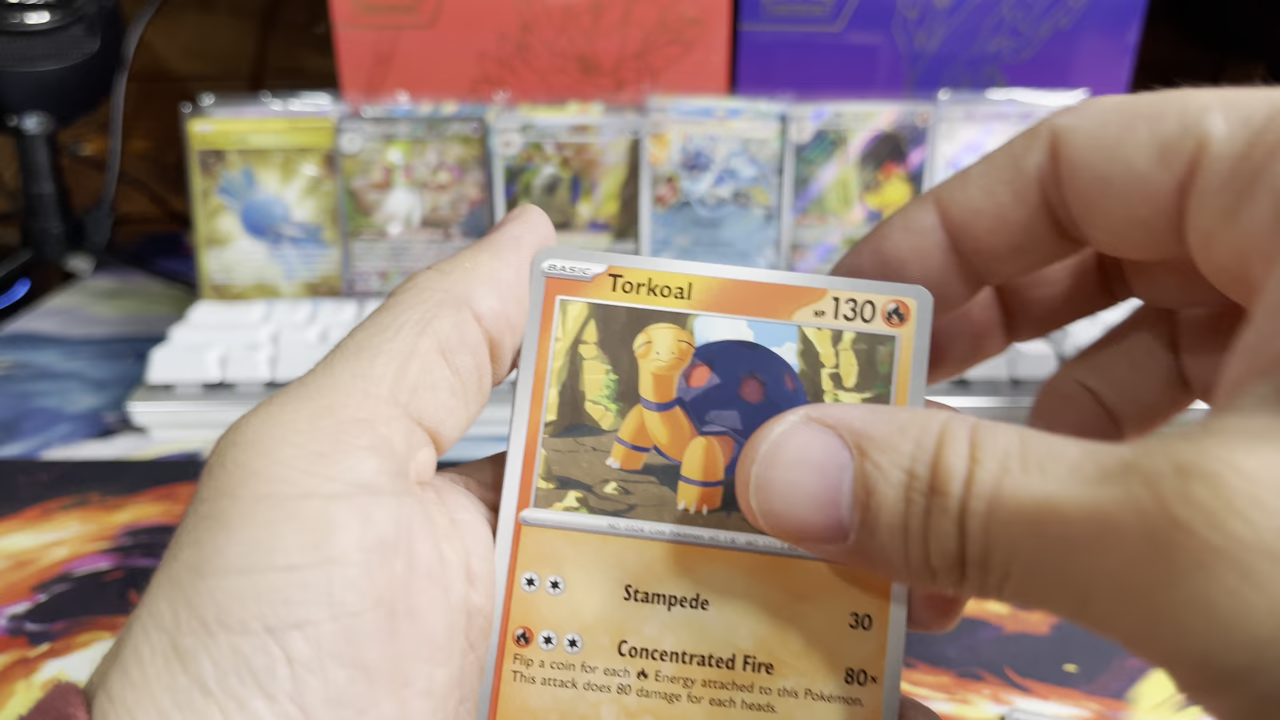 BASIC Torkoal HP 130
Stampede 30
Concentrated Fire 80×
Flip a coin for each Energy attached to this Pokémon.
This attack does 80 damage for each heads.